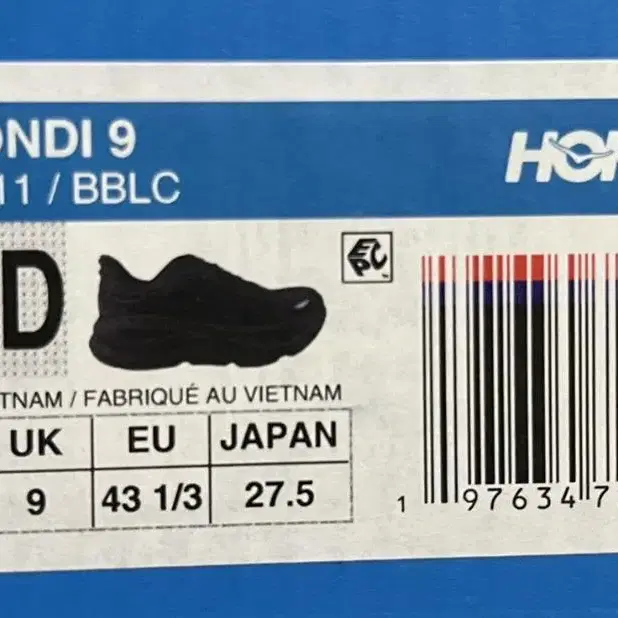 ONDI 9
HO
11 / BBLC
D
EPC
TNAM / FABRIQUÉ AU VIETNAM
UK EU JAPAN
9 43 1/3 27.5
1 97634 7